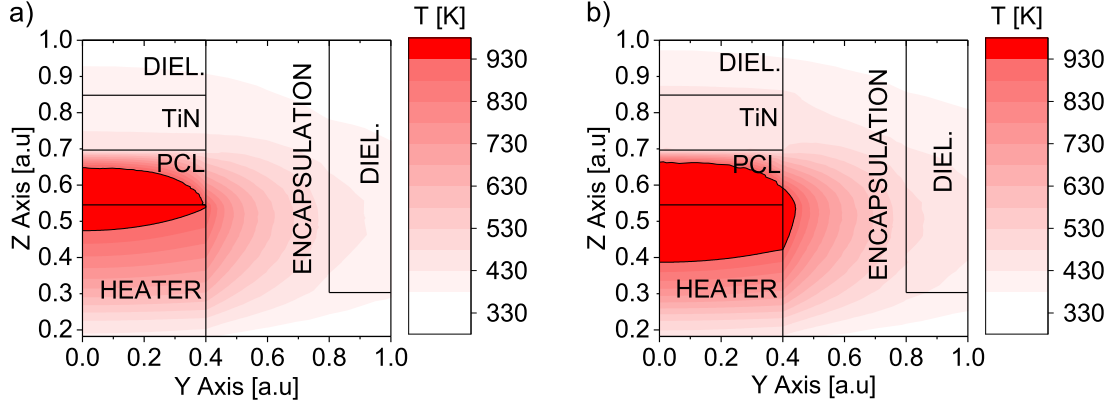 a)
T [K]
1.0
0.9
0.8
0.7
0.6
0.5
0.4
0.3
0.2
Z Axis [a.u]
DIEL.
TiN
PCL
HEATER
ENCAPSULATION
DIEL.
0.0 0.2 0.4 0.6 0.8 1.0
Y Axis [a.u]
930
830
730
630
530
430
330
b)
T [K]
1.0
0.9
0.8
0.7
0.6
0.5
0.4
0.3
0.2
Z Axis [a.u]
DIEL.
TiN
PCL
HEATER
ENCAPSULATION
DIEL.
0.0 0.2 0.4 0.6 0.8 1.0
Y Axis [a.u]
930
830
730
630
530
430
330